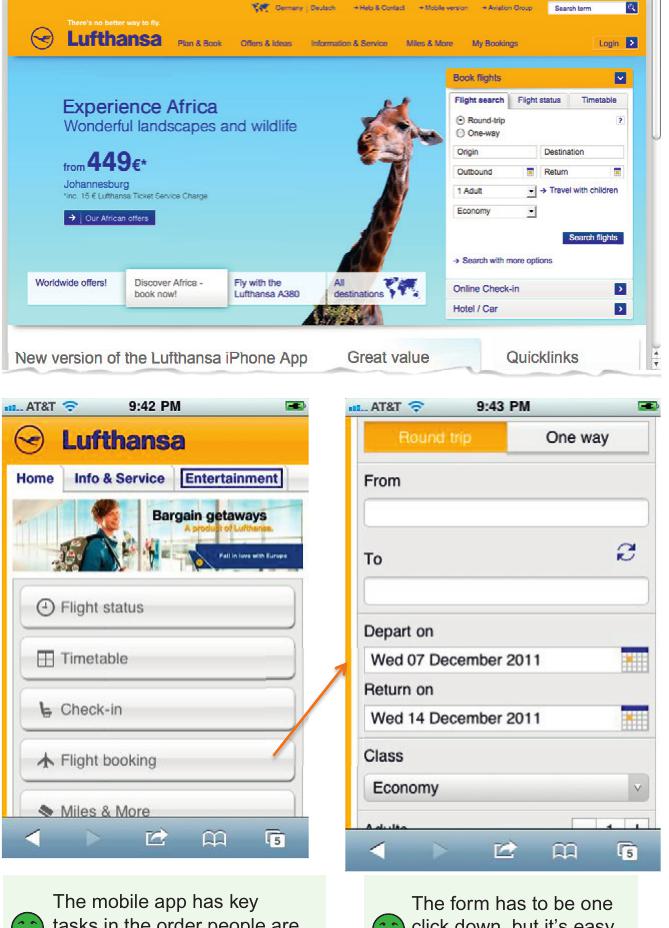 Germany | Deutsch → Help & Contact → Mobile version → Aviation Group Search term
There's no better way to fly.
Lufthansa
Plan & Book Offers & Ideas Information & Service Miles & More My Bookings Login
Book flights
Flight search Flight status Timetable
Round-trip ?
One-way
Origin Destination
Outbound Return
1 Adult → Travel with children
Economy
Search flights
→ Search with more options
Online Check-in
Hotel / Car
Experience Africa
Wonderful landscapes and wildlife
from 449€*
Johannesburg
*inc. 15 € Lufthansa Ticket Service Charge
→ Our African offers
Worldwide offers!
Discover Africa -
book now!
Fly with the
Lufthansa A380
All
destinations
New version of the Lufthansa iPhone App Great value Quicklinks
AT&T 9:42 PM
Lufthansa
Home Info & Service Entertainment
Bargain getaways
A product of Lufthansa.
Fall in love with Europe
Flight status
Timetable
Check-in
Flight booking
Miles & More
5
AT&T 9:43 PM
Round trip One way
From
To
Depart on
Wed 07 December 2011
Return on
Wed 14 December 2011
Class
Economy
Adults 1
5
The mobile app has key
tasks in the order people are
The form has to be one
click down, but it's easy